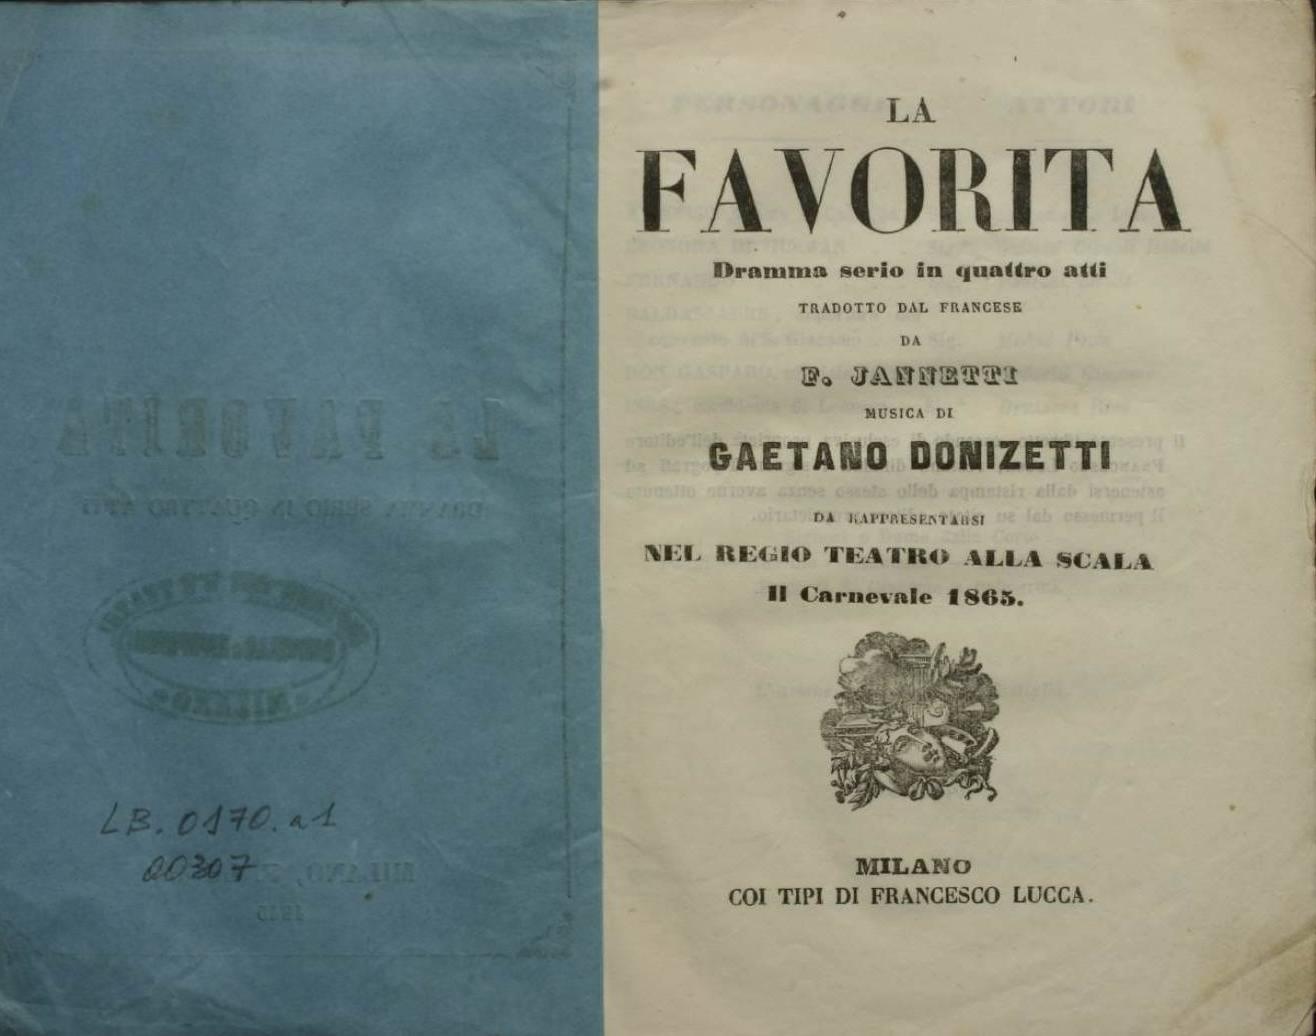 LB. 0170. a1
00307
LA
FAVORITA
Dramma serio in quattro atti
TRADOTTO DAL FRANCESE
DA
F. JANNETTI
MUSICA DI
GAETANO DONIZETTI
DA RAPPRESENTARSI
NEL REGIO TEATRO ALLA SCALA
Il Carnevale 1865.
MILANO
COI TIPI DI FRANCESCO LUCCA.